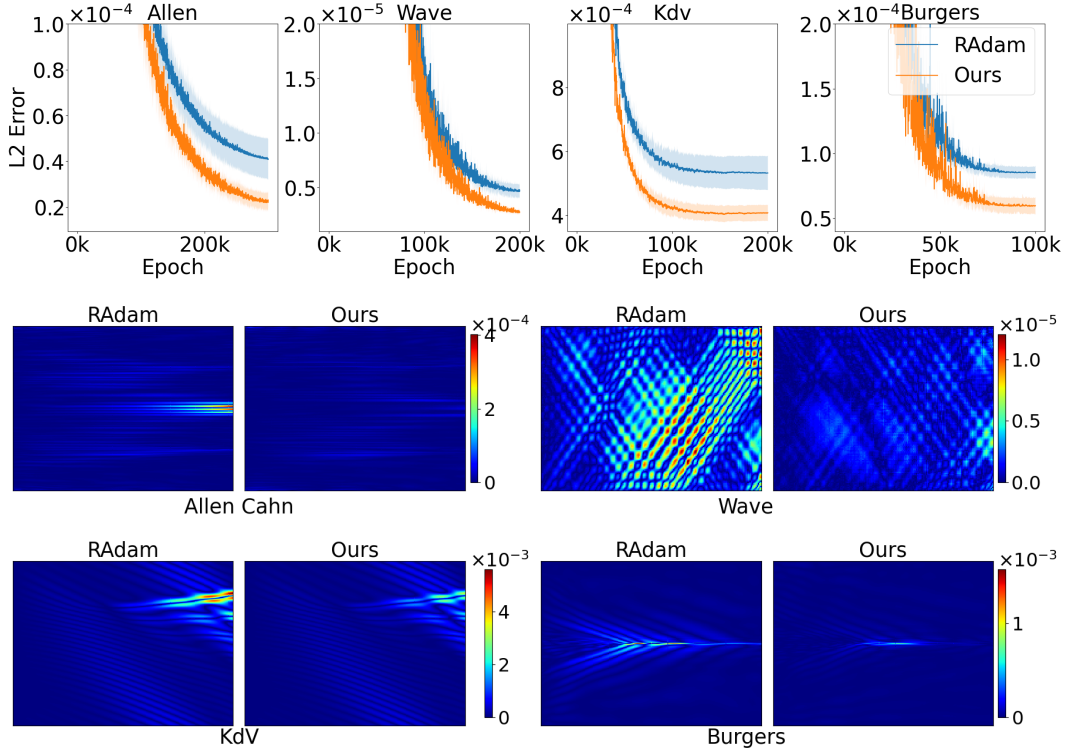 ×10⁻⁴ Allen
×10⁻⁵ Wave
×10⁻⁴ Kdv
×10⁻⁴ Burgers
L2 Error
1.0
0.8
0.6
0.4
0.2
0k 200k
Epoch
2.0
1.5
1.0
0.5
0k 100k 200k
Epoch
8
6
4
0k 100k 200k
Epoch
2.0
1.5
1.0
0.5
0k 50k 100k
Epoch
RAdam
Ours
RAdam Ours
×10⁻⁴
4
2
0
Allen Cahn
RAdam Ours
×10⁻⁵
1.0
0.5
0.0
Wave
RAdam Ours
×10⁻³
4
2
0
KdV
RAdam Ours
×10⁻³
1
0
Burgers